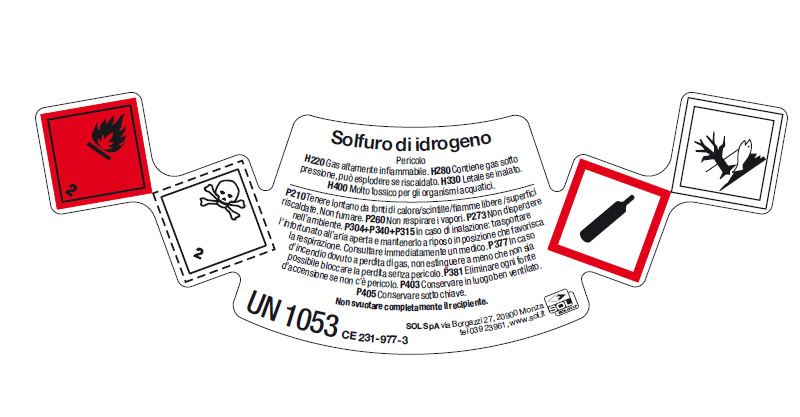 Solfuro di idrogeno
Pericolo
H220 Gas altamente infiammabile. H280 Contiene gas sotto
pressione, può esplodere se riscaldato. H330 Letale se inalato.
H400 Molto tossico per gli organismi acquatici.
P210 Tenere lontano da fonti di calore/scintille/fiamme libere/superfici
riscaldate. Non fumare. P260 Non respirare i vapori. P273 Non disperdere
nell'ambiente. P304+P340+P315 In caso di inalazione: trasportare
l'infortunato all'aria aperta e mantenerlo a riposo in posizione che favorisca
la respirazione. Consultare immediatamente un medico. P377 In caso
d'incendio dovuto a perdita di gas, non estinguere a meno che non sia
possibile bloccare la perdita senza pericolo. P381 Eliminare ogni fonte
d'accensione se non c'è pericolo. P403 Conservare in luogo ben ventilato.
P405 Conservare sotto chiave.
Non svuotare completamente il recipiente.
UN 1053 CE 231-977-3
SOL SpA via Borgazzi 27, 20900 Monza
tel 039 23961, www.sol.it
2
2